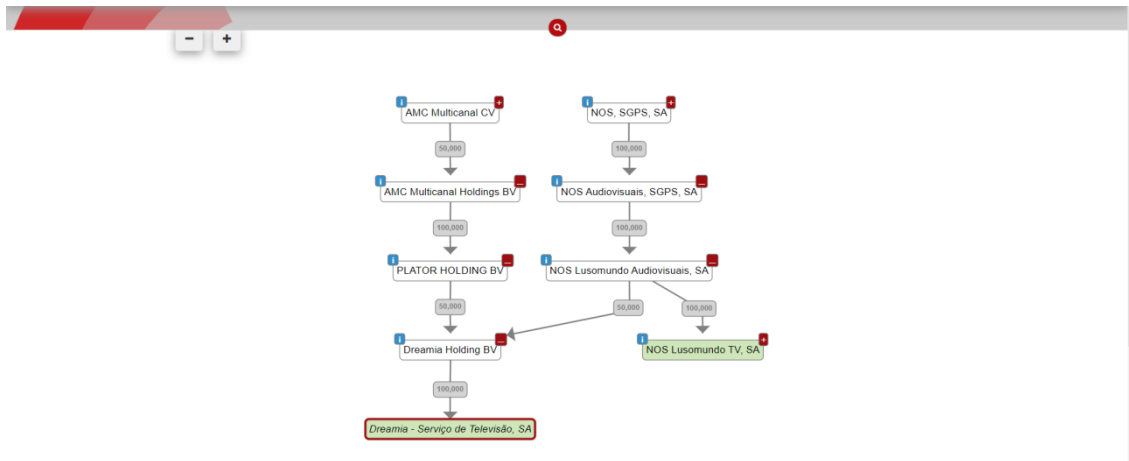 − +
i AMC Multicanal CV +
i NOS, SGPS, SA +
50,000
100,000
i AMC Multicanal Holdings BV _
i NOS Audiovisuais, SGPS, SA _
100,000
100,000
i PLATOR HOLDING BV _
i NOS Lusomundo Audiovisuais, SA _
50,000
50,000
100,000
i Dreamia Holding BV _
i NOS Lusomundo TV, SA +
100,000
Dreamia - Serviço de Televisão, SA